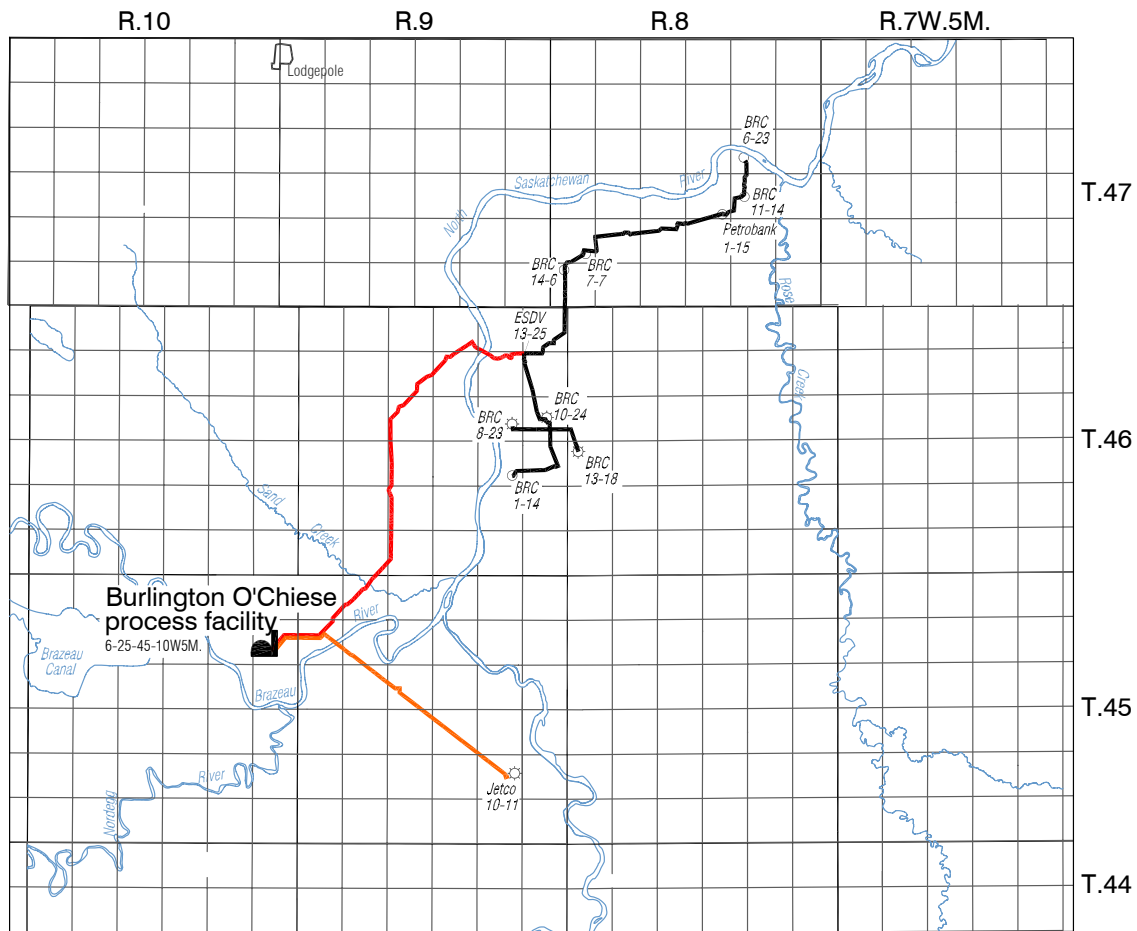 R.10
R.9
R.8
R.7W.5M.
Lodgepole
BRC
6-23
Saskatchewan
River
T.47
BRC
11-14
North
Petrobank
1-15
BRC
14-6
BRC
7-7
Rose
ESDV
13-25
Creek
BRC
10-24
BRC
8-23
T.46
BRC
13-18
Sand
BRC
1-14
Creek
Burlington O'Chiese
process facility
6-25-45-10W5M.
River
Brazeau
Canal
Brazeau
T.45
River
Jetco
10-11
Nordegg
T.44